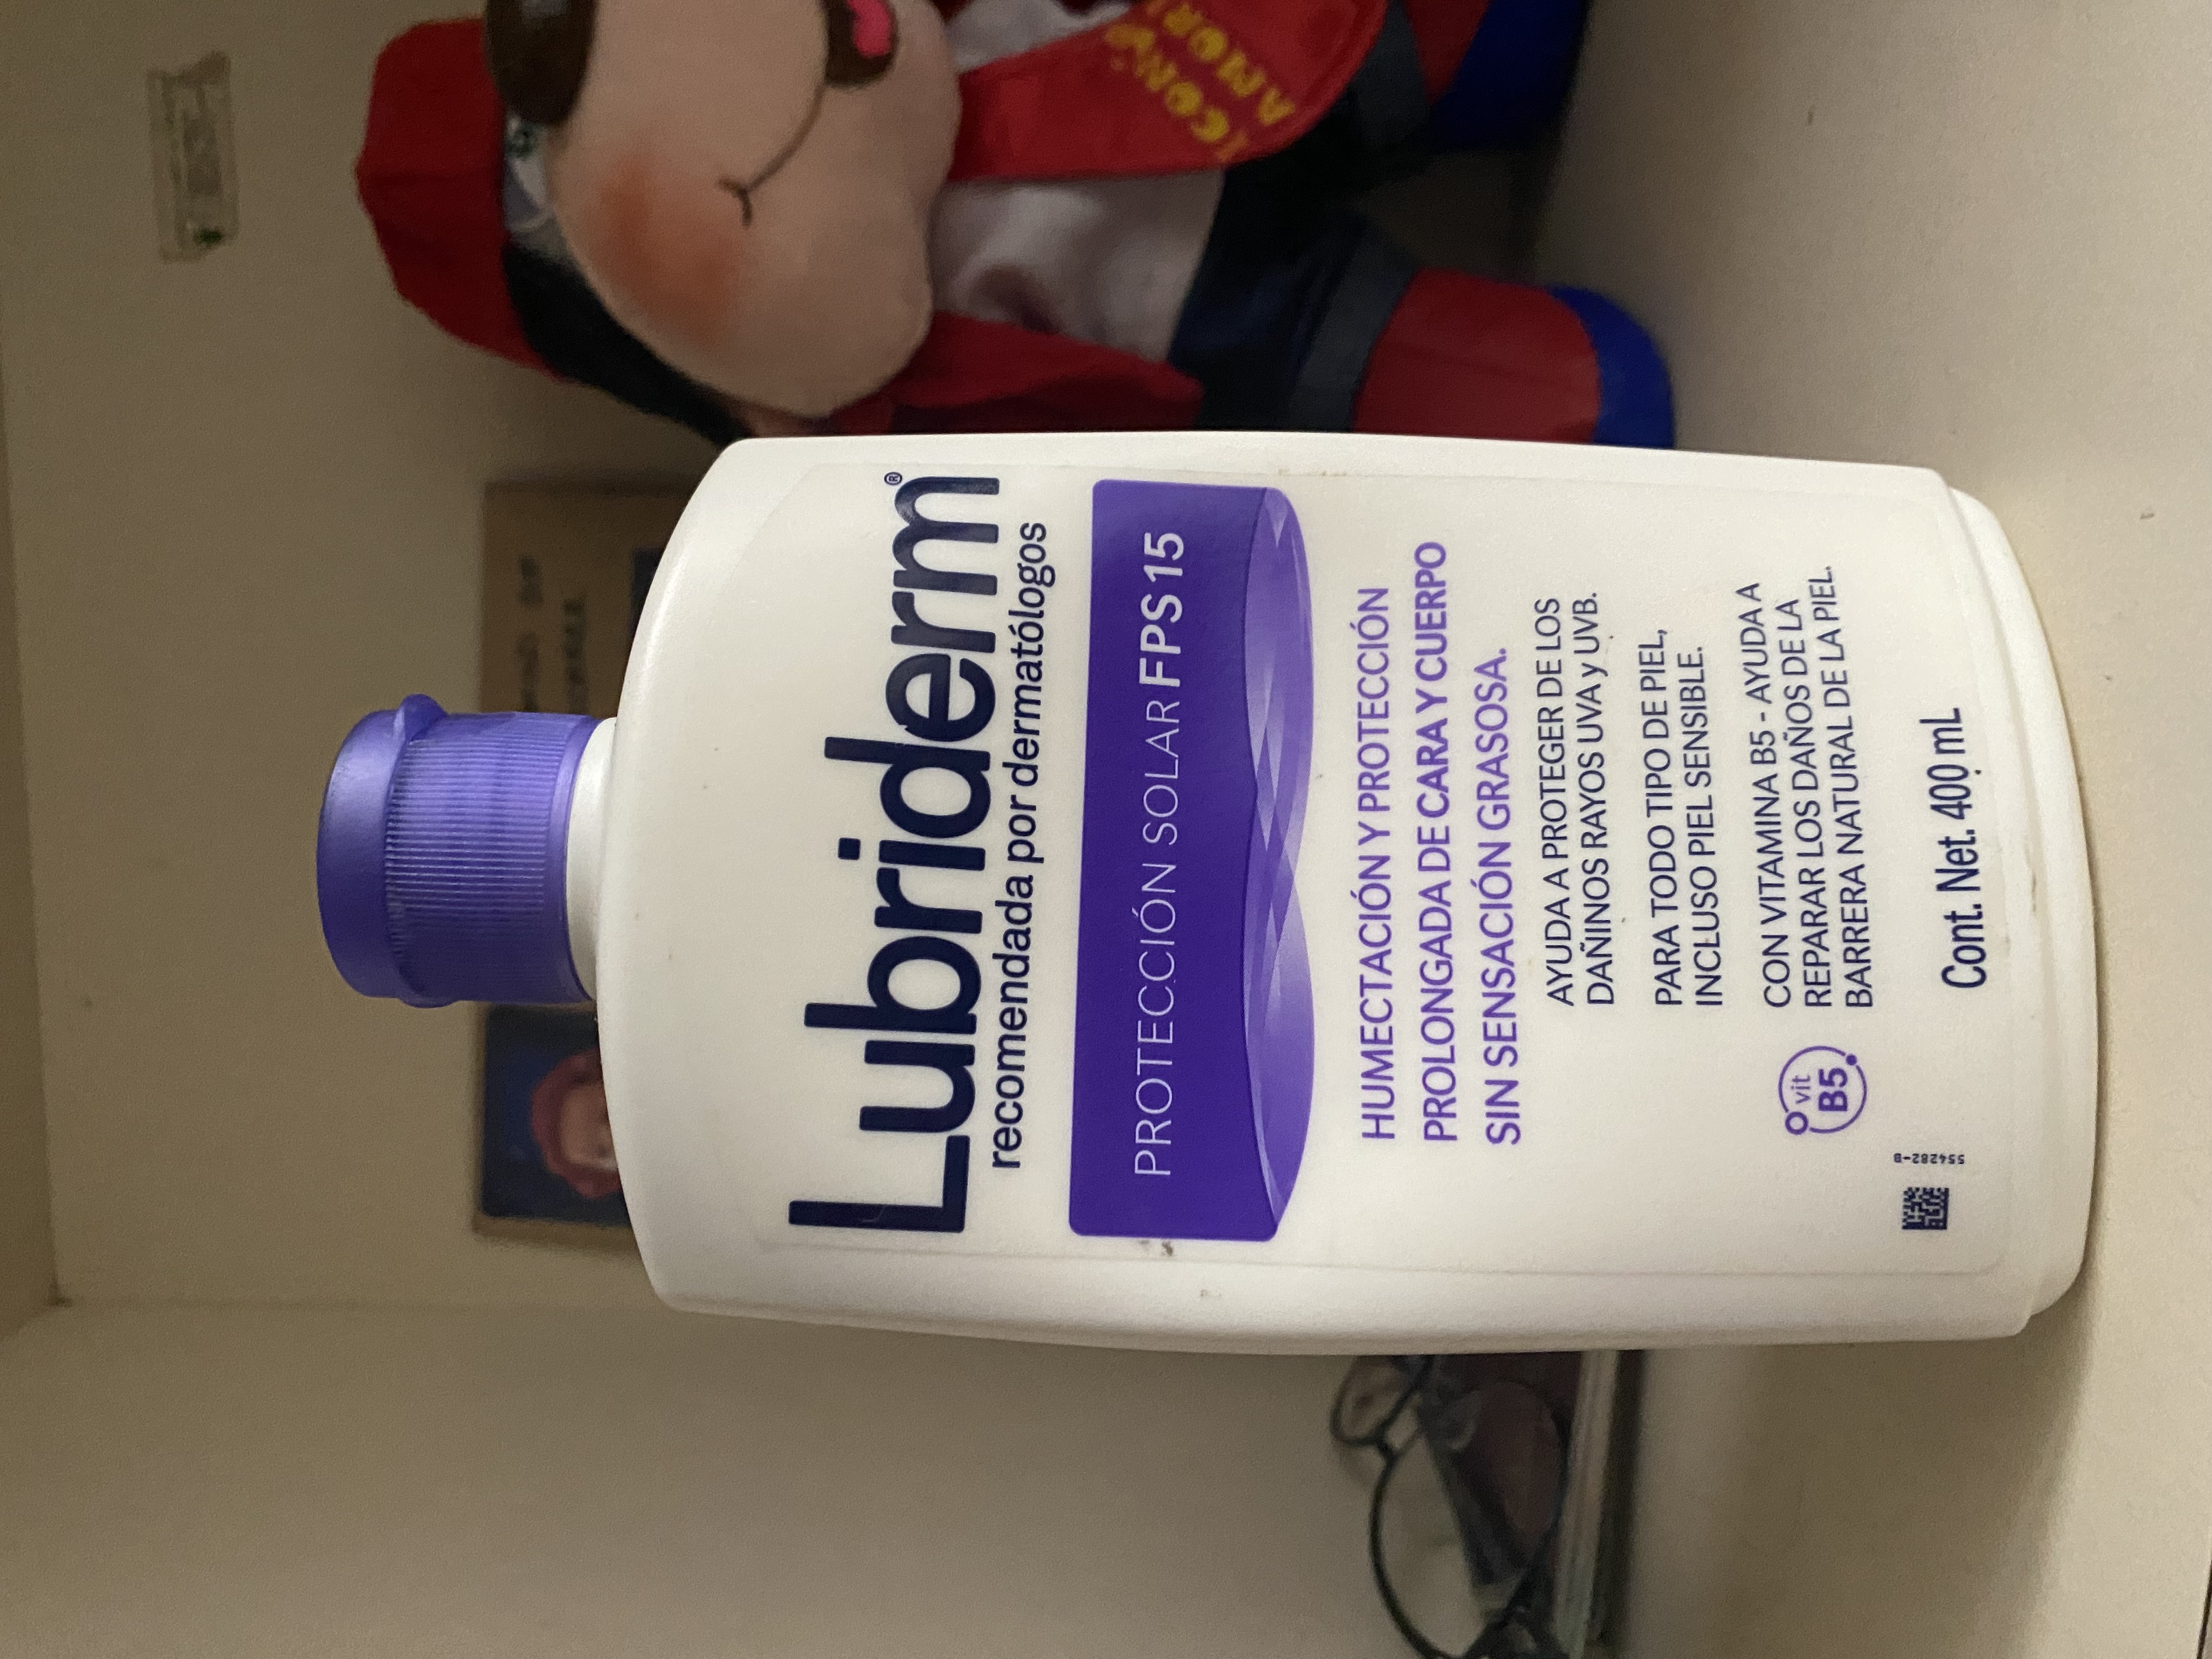 Lubriderm®
recomendada por dermatólogos
PROTECCIÓN SOLAR FPS 15
HUMECTACIÓN Y PROTECCIÓN
PROLONGADA DE CARA Y CUERPO
SIN SENSACIÓN GRASOSA.
AYUDA A PROTEGER DE LOS
DAÑINOS RAYOS UVA y UVB.
PARA TODO TIPO DE PIEL,
INCLUSO PIEL SENSIBLE.
vit
B5
CON VITAMINA B5 - AYUDA A
REPARAR LOS DAÑOS DE LA
BARRERA NATURAL DE LA PIEL.
554282-B
Cont. Net. 400 mL
CON